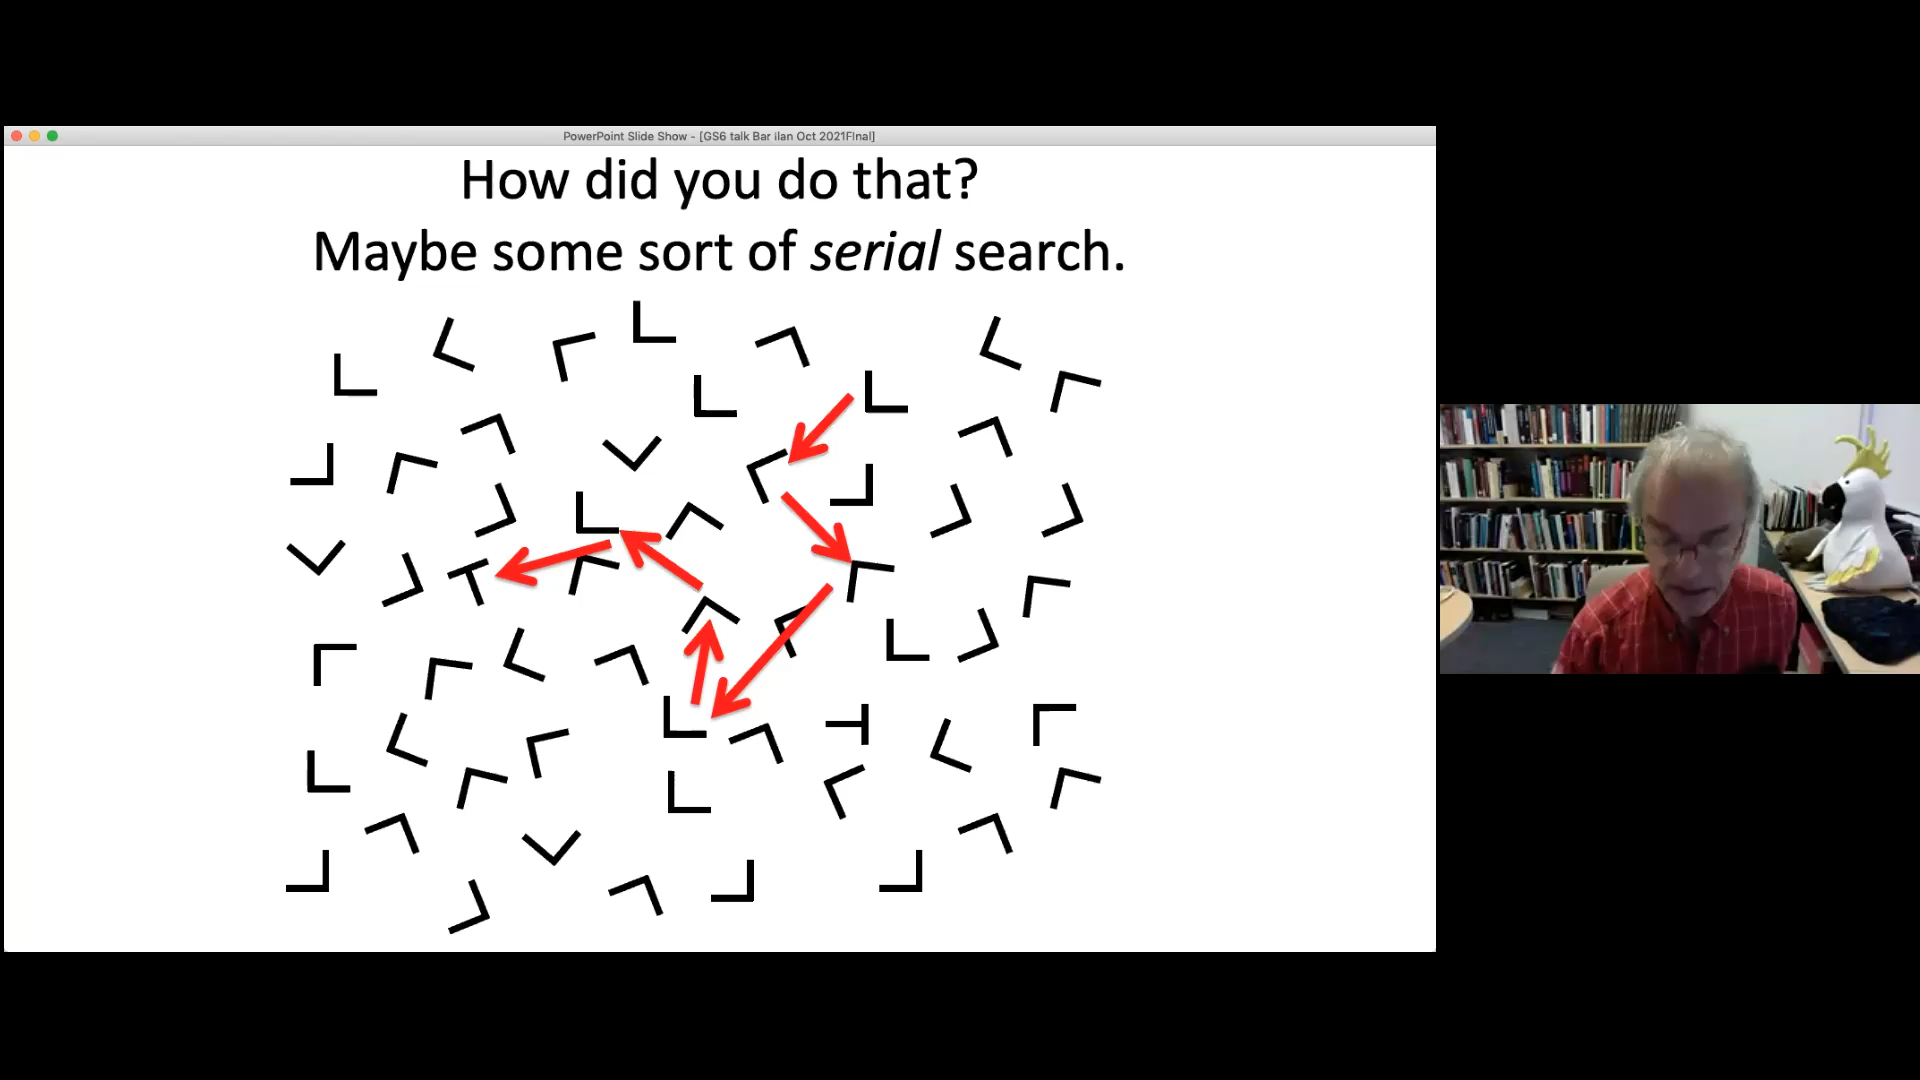 PowerPoint Slide Show - [GS6 talk Bar ilan Oct 2021FInal]
How did you do that?
Maybe some sort of serial search.